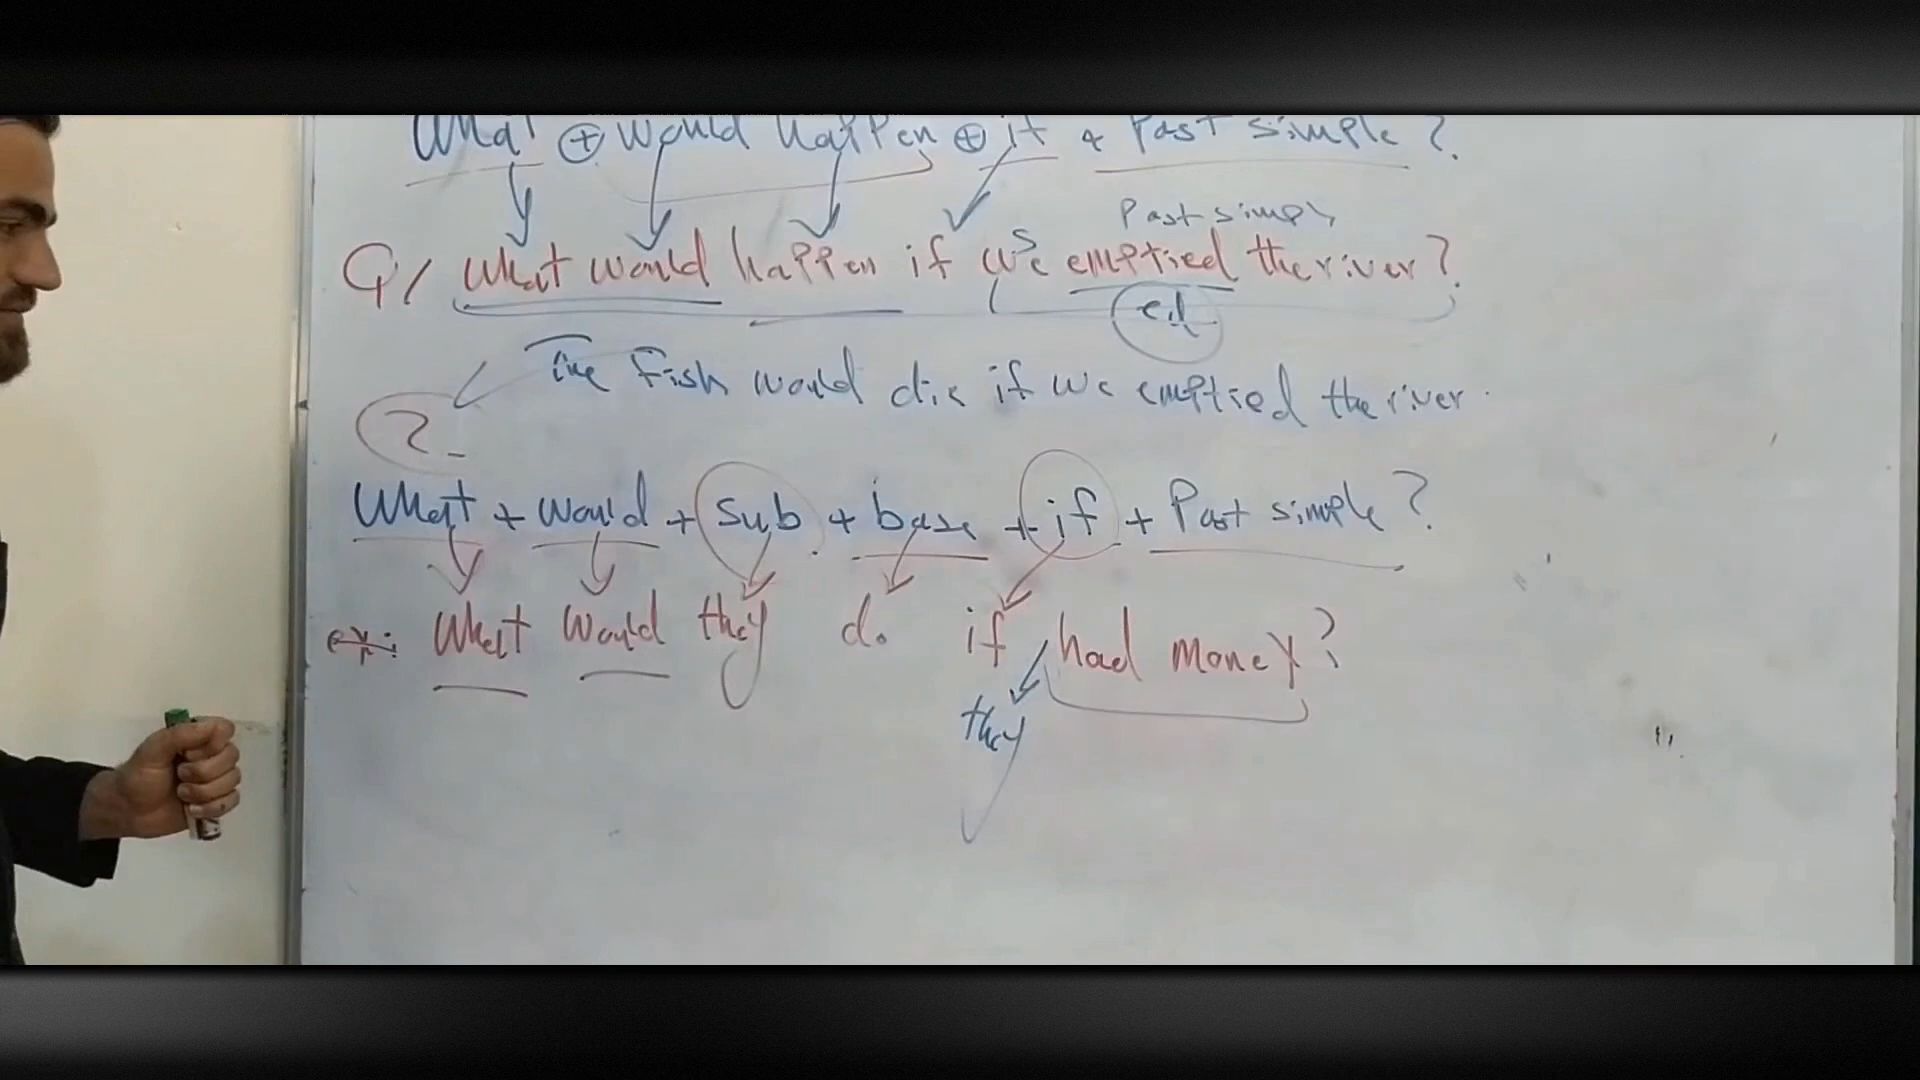 What ⊕ would happen ⊕ if + Past simple?
Past simple
S
Q/ What would happen if we emptied the river?
ed
The Fish would die if we emptied the river.
2-
What + would + sub + base + if + Past simple?
ex: What would they do if had money?
they